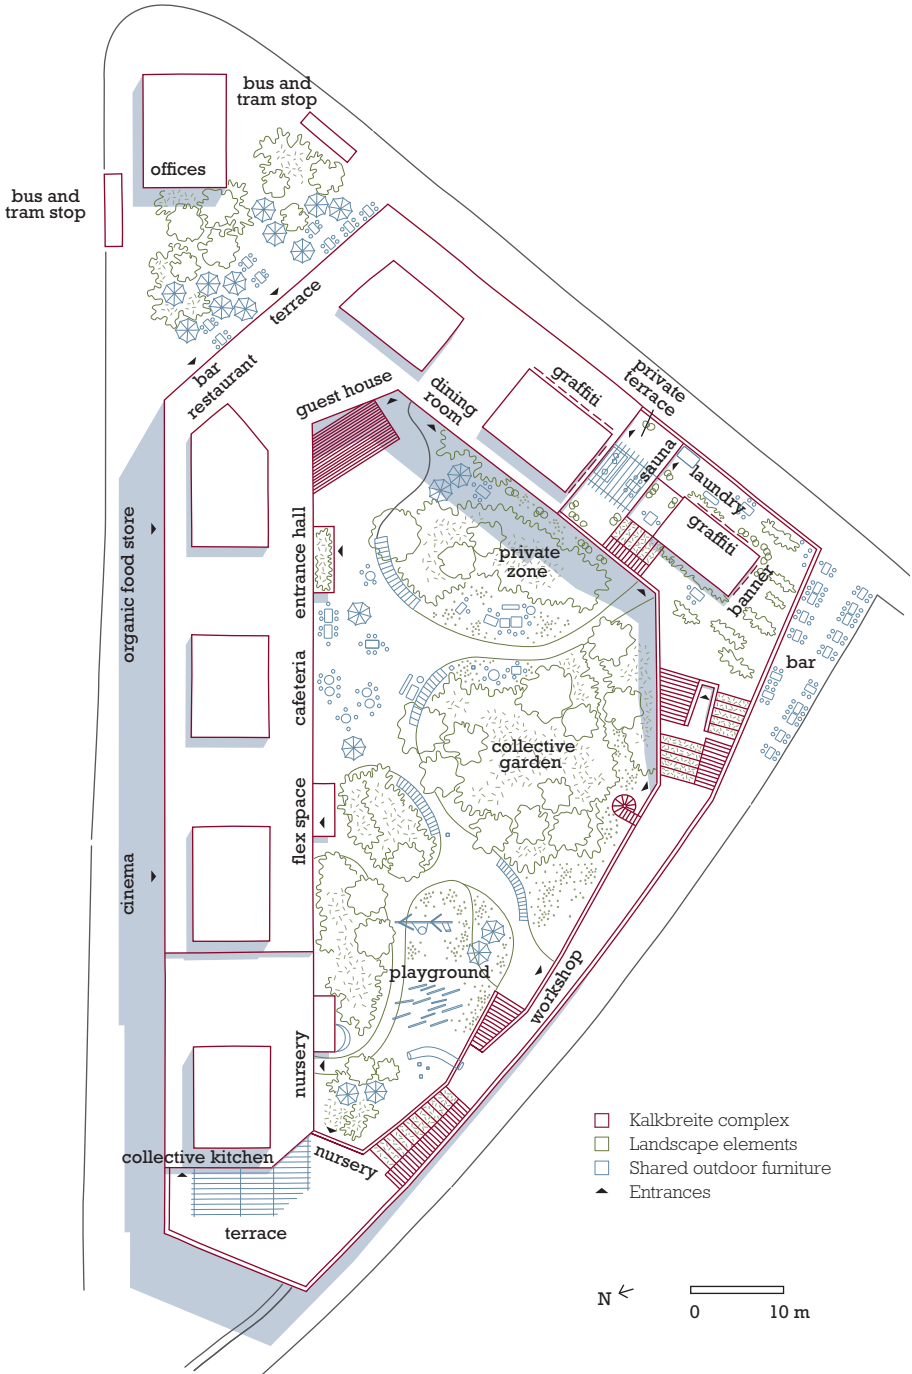 bus and
tram stop
offices
bus and
tram stop
terrace
bar
restaurant
guest house
dining
room
graffiti
private
terrace
sauna
laundry
graffiti
banner
bar
organic food store
entrance hall
private
zone
cafeteria
collective
garden
flex space
cinema
playground
workshop
nursery
collective kitchen
nursery
terrace
Kalkbreite complex
Landscape elements
Shared outdoor furniture
Entrances
N
0 10 m